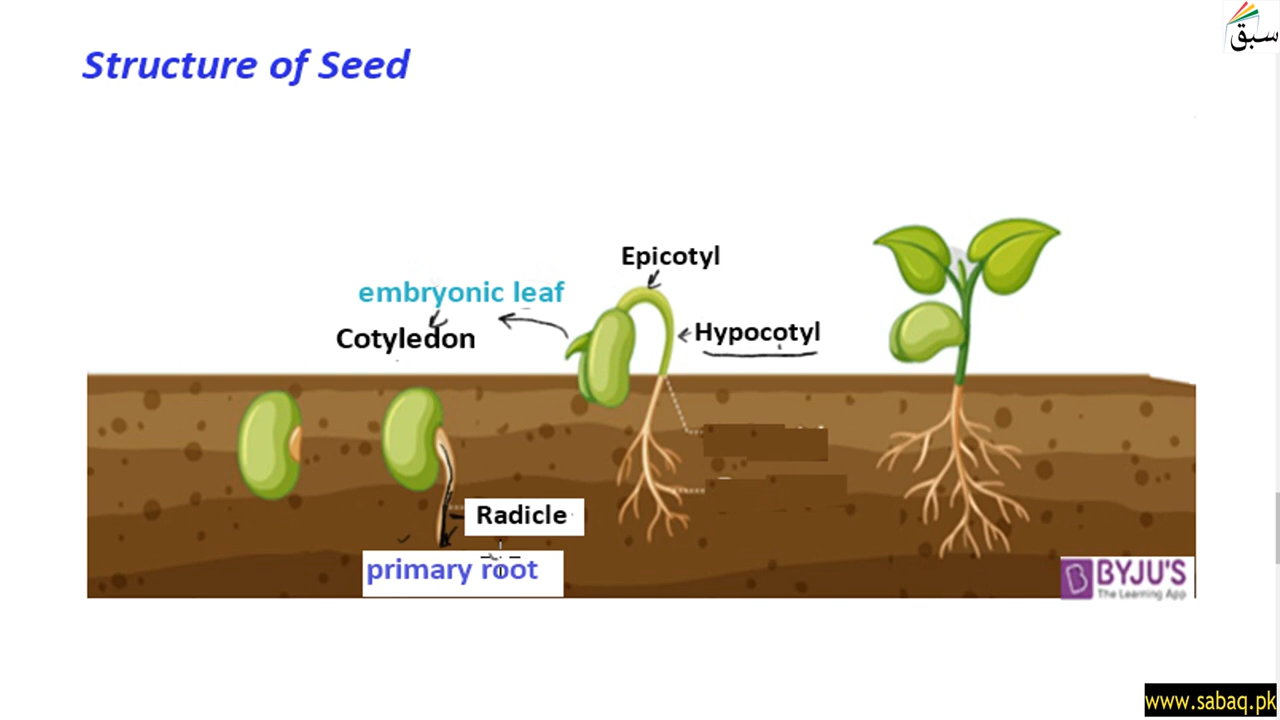 سبق
Structure of Seed
Epicotyl
embryonic leaf
Hypocotyl
Cotyledon
Radicle
primary root
BYJU'S
The Learning App
www.sabaq.pk